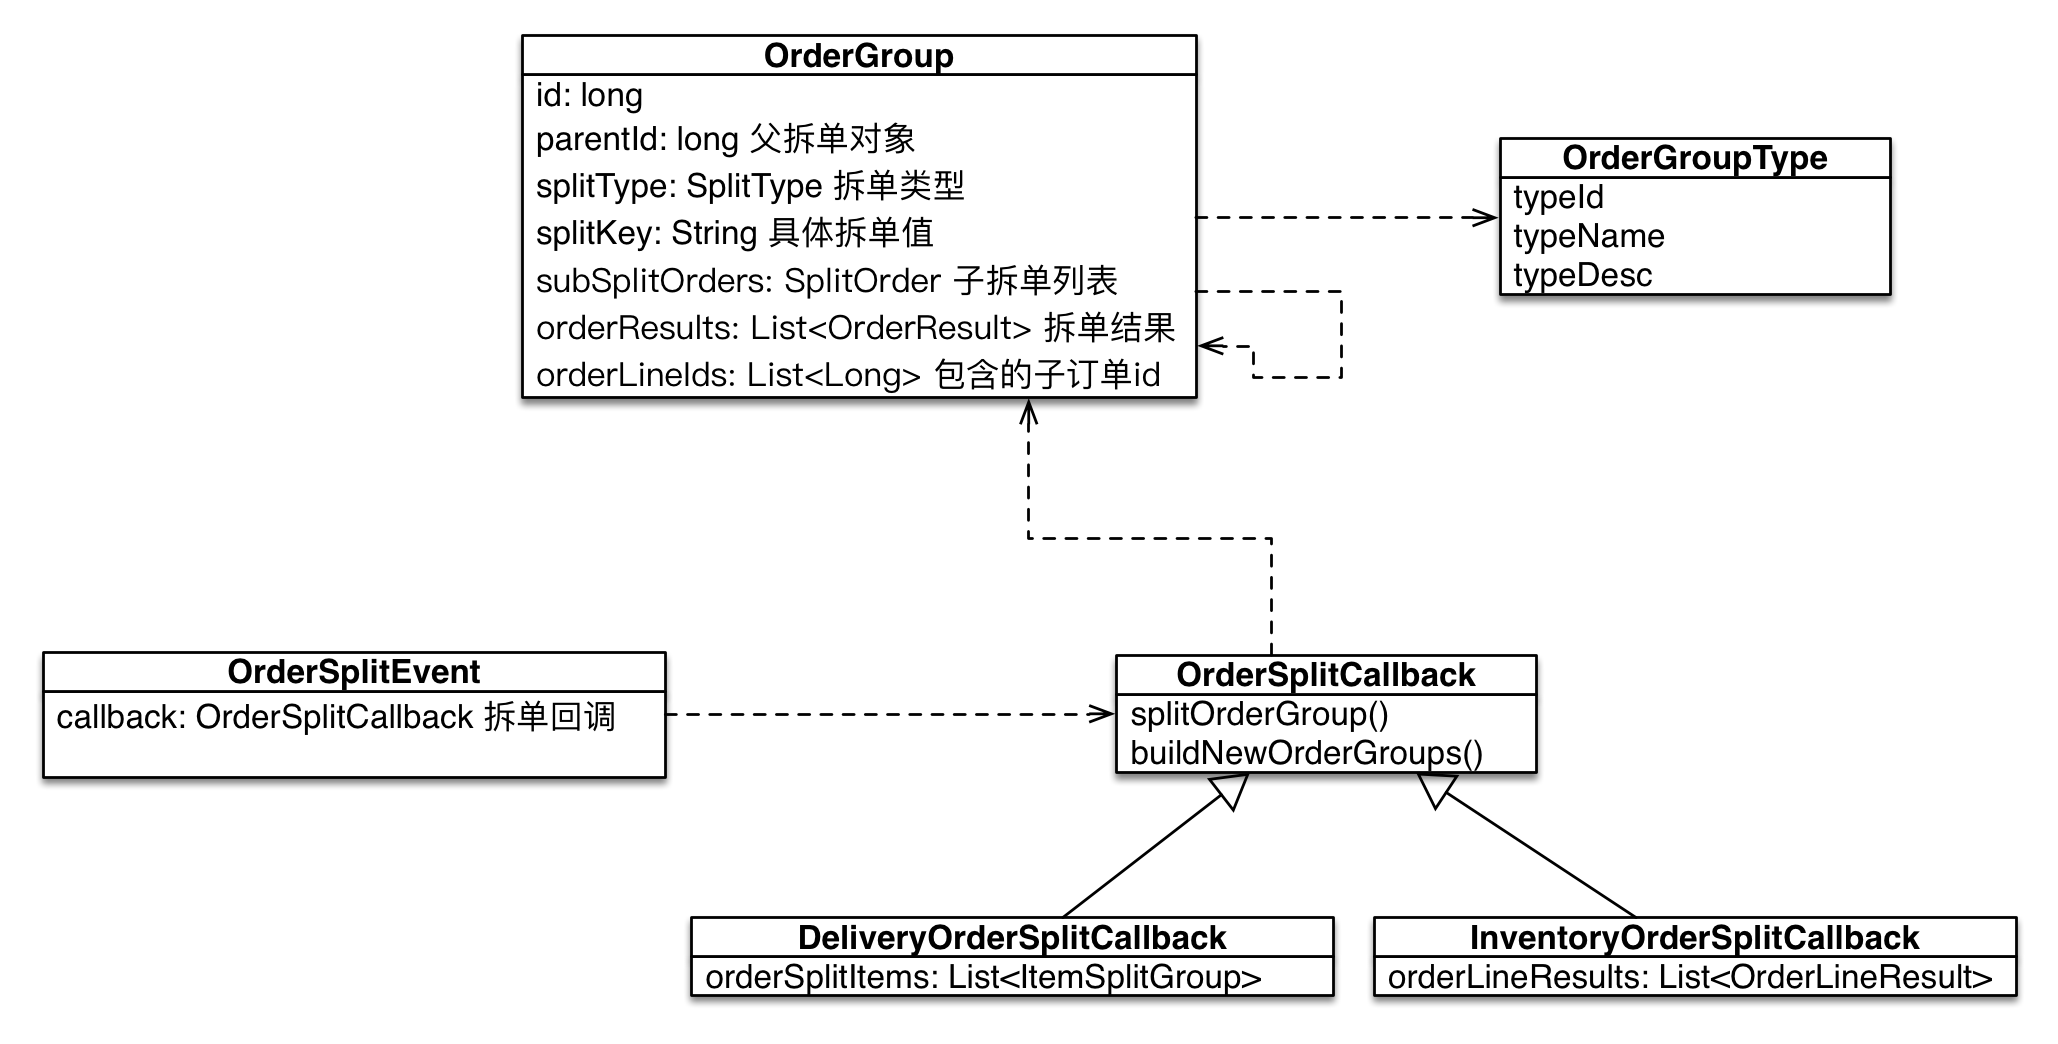 OrderGroup
id: long
parentId: long 父拆单对象
splitType: SplitType 拆单类型
splitKey: String 具体拆单值
subSplitOrders: SplitOrder 子拆单列表
orderResults: List<OrderResult> 拆单结果
orderLineIds: List<Long> 包含的子订单id
OrderGroupType
typeId
typeName
typeDesc
OrderSplitEvent
callback: OrderSplitCallback 拆单回调
OrderSplitCallback
splitOrderGroup()
buildNewOrderGroups()
DeliveryOrderSplitCallback
orderSplitItems: List<ItemSplitGroup>
InventoryOrderSplitCallback
orderLineResults: List<OrderLineResult>